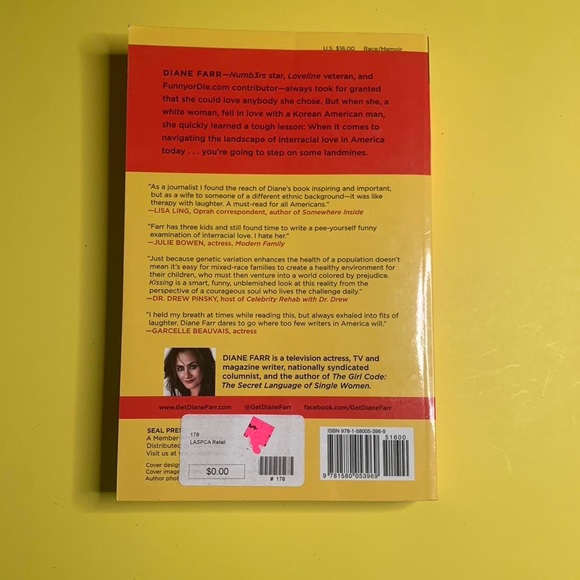 U.S. $16.00 Race/Memoir
DIANE FARR—Numb3rs star, Loveline veteran, and
FunnyorDie.com contributor—always took for granted
that she could love anybody she chose. But when she, a
white woman, fell in love with a Korean American man,
she quickly learned a tough lesson: When it comes to
navigating the landscape of interracial love in America
today . . . you're going to step on some landmines.
"As a journalist I found the reach of Diane's book inspiring and important,
but as a wife to someone of a different ethnic background—it was like
therapy with laughter. A must-read for all Americans."
—LISA LING, Oprah correspondent, author of Somewhere Inside
"Farr has three kids and still found time to write a pee-yourself funny
examination of interracial love. I hate her."
—JULIE BOWEN, actress, Modern Family
"Just because genetic variation enhances the health of a population doesn't
mean it's easy for mixed-race families to create a healthy environment for
their children, who must then venture into a world colored by prejudice.
Kissing is a smart, funny, unblemished look at this reality from the
perspective of a courageous soul who lives the challenge daily."
—DR. DREW PINSKY, host of Celebrity Rehab with Dr. Drew
"I held my breath at times while reading this, but always exhaled into fits of
laughter. Diane Farr dares to go where too few writers in America will."
—GARCELLE BEAUVAIS, actress
DIANE FARR is a television actress, TV and
magazine writer, nationally syndicated
columnist, and the author of The Girl Code:
The Secret Language of Single Women.
www.GetDianeFarr.com @GetDianeFarr facebook.com/GetDianeFarr
SEAL PRES
A Member
Distributed
Visit us at w
Cover design
Cover image
Author phot
178
LASPCA Retail
$0.00
# 178
ISBN 978-1-58005-396-9
51600
9 781580 053969